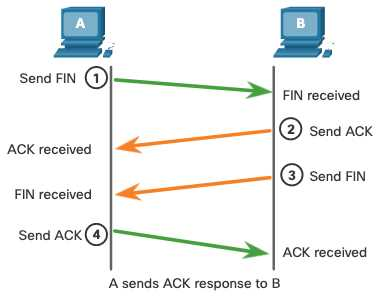 A
B
Send FIN 1
FIN received
2 Send ACK
ACK received
3 Send FIN
FIN received
Send ACK 4
ACK received
A sends ACK response to B